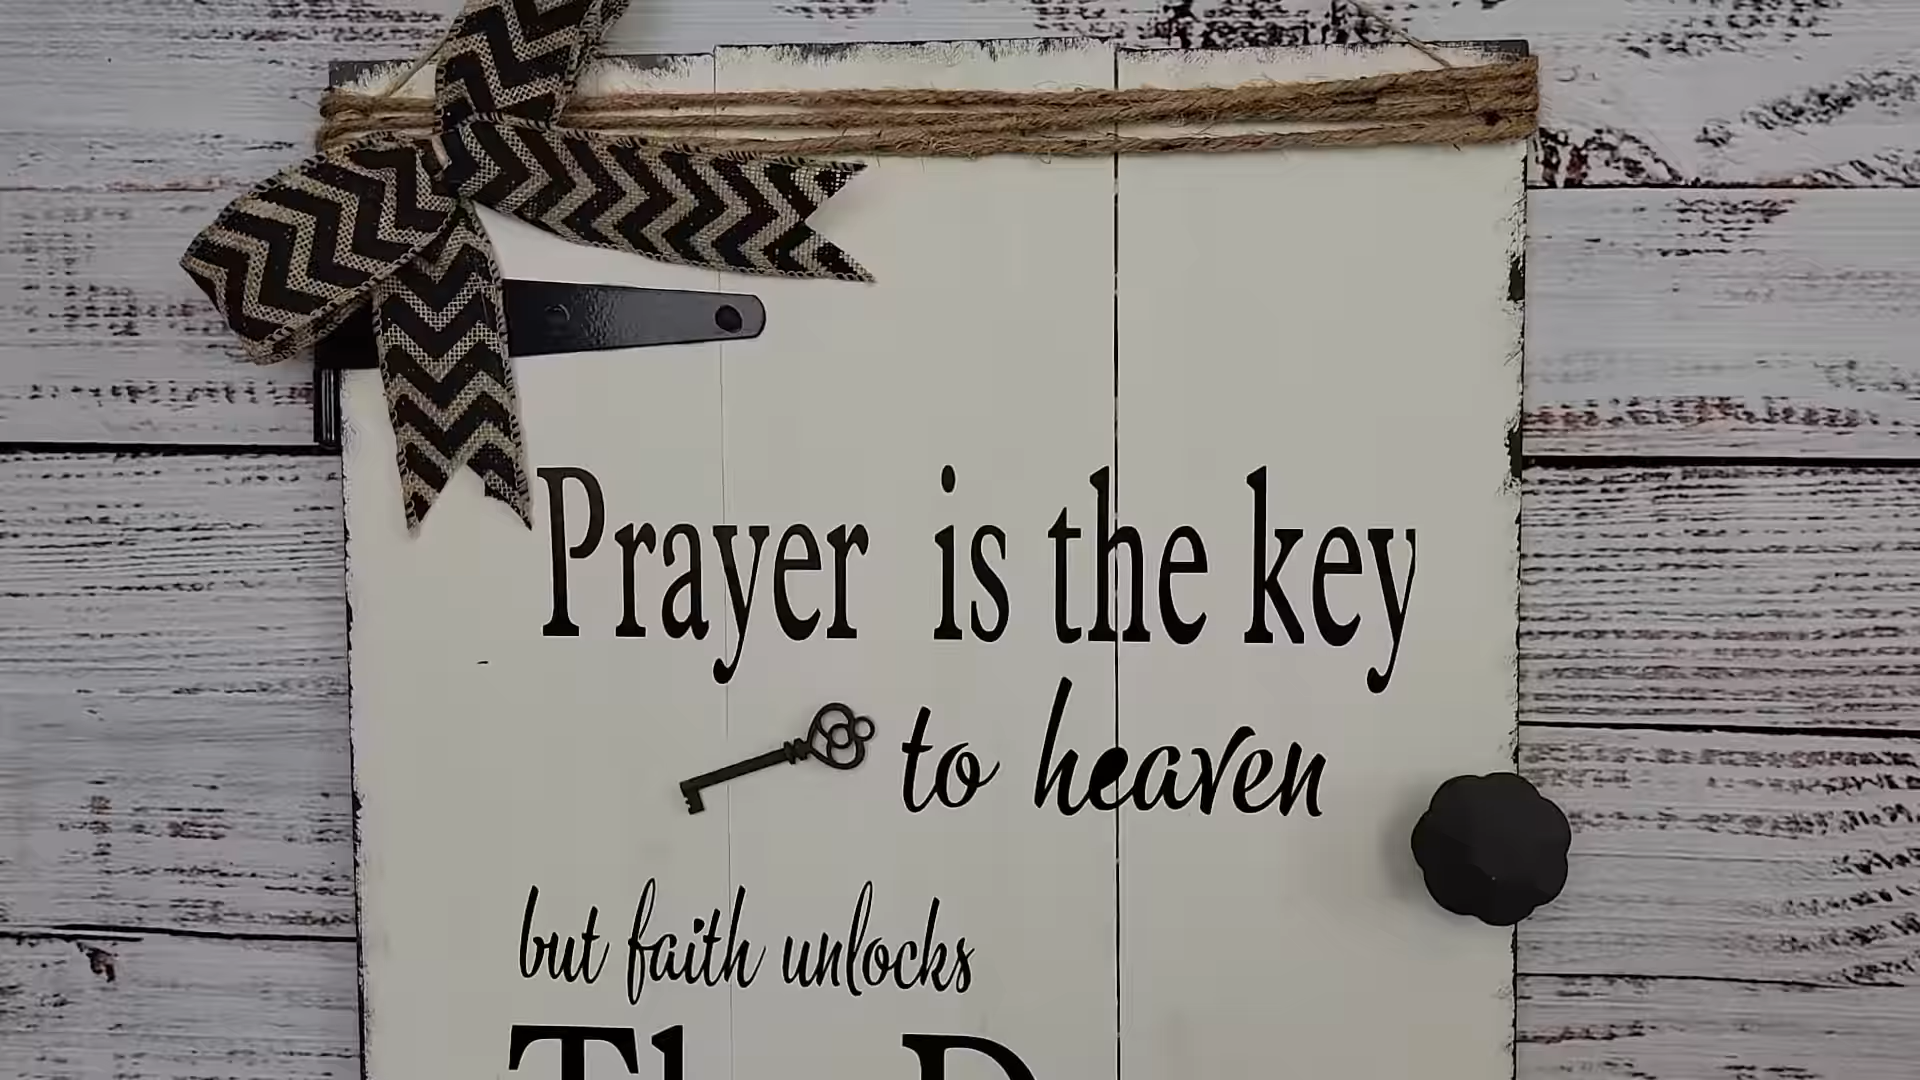 Prayer is the key
to heaven
but faith unlocks